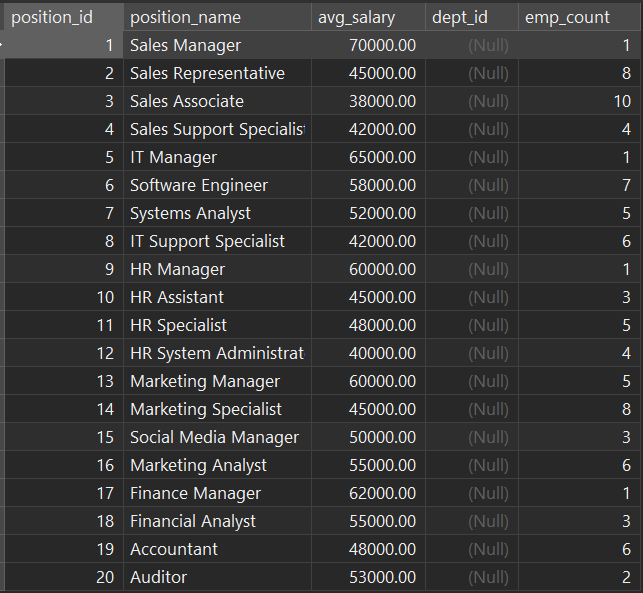 position_id position_name avg_salary dept_id emp_count
1 Sales Manager 70000.00 (Null) 1
2 Sales Representative 45000.00 (Null) 8
3 Sales Associate 38000.00 (Null) 10
4 Sales Support Specialist 42000.00 (Null) 4
5 IT Manager 65000.00 (Null) 1
6 Software Engineer 58000.00 (Null) 7
7 Systems Analyst 52000.00 (Null) 5
8 IT Support Specialist 42000.00 (Null) 6
9 HR Manager 60000.00 (Null) 1
10 HR Assistant 45000.00 (Null) 3
11 HR Specialist 48000.00 (Null) 5
12 HR System Administrat 40000.00 (Null) 4
13 Marketing Manager 60000.00 (Null) 5
14 Marketing Specialist 45000.00 (Null) 8
15 Social Media Manager 50000.00 (Null) 3
16 Marketing Analyst 55000.00 (Null) 6
17 Finance Manager 62000.00 (Null) 1
18 Financial Analyst 55000.00 (Null) 3
19 Accountant 48000.00 (Null) 6
20 Auditor 53000.00 (Null) 2